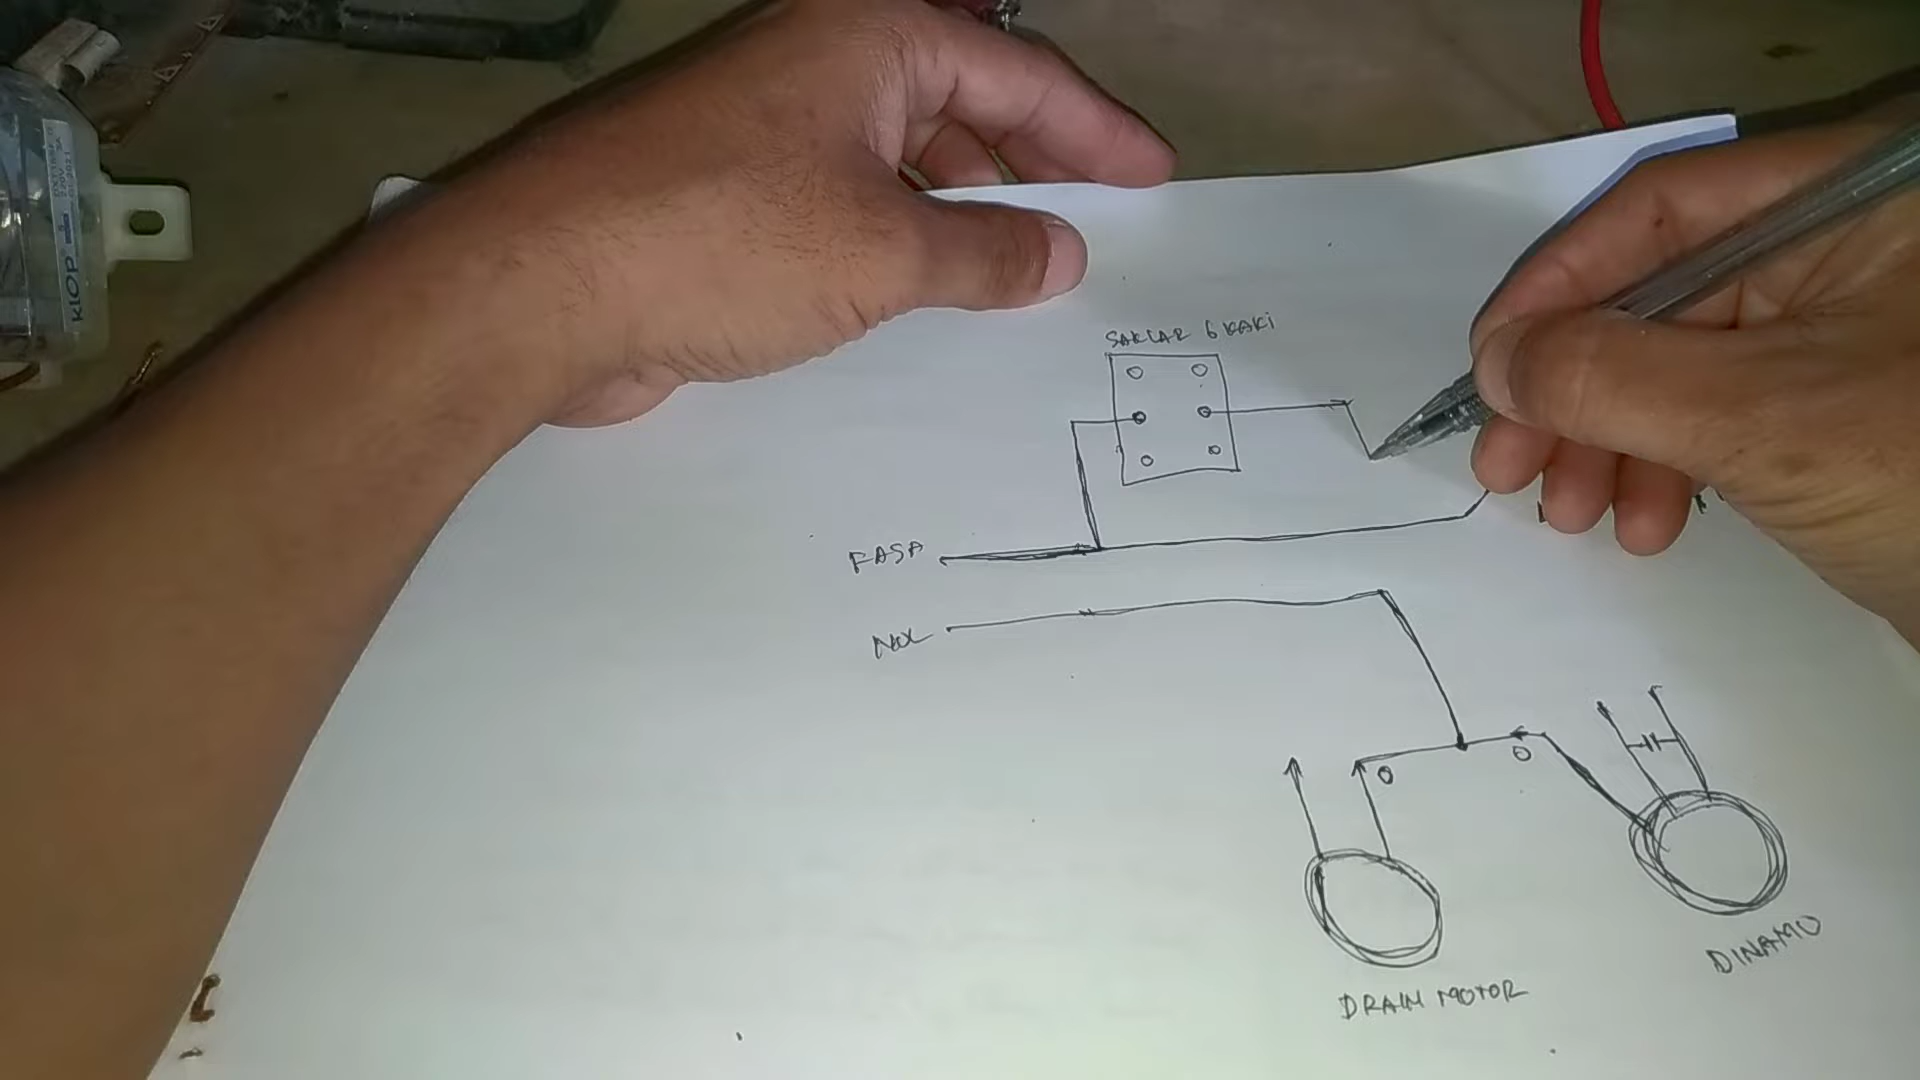 SAKLAR 6 KAKI
FASA
NOL
O
O
DRAIN MOTOR
DINAMO
KIOP